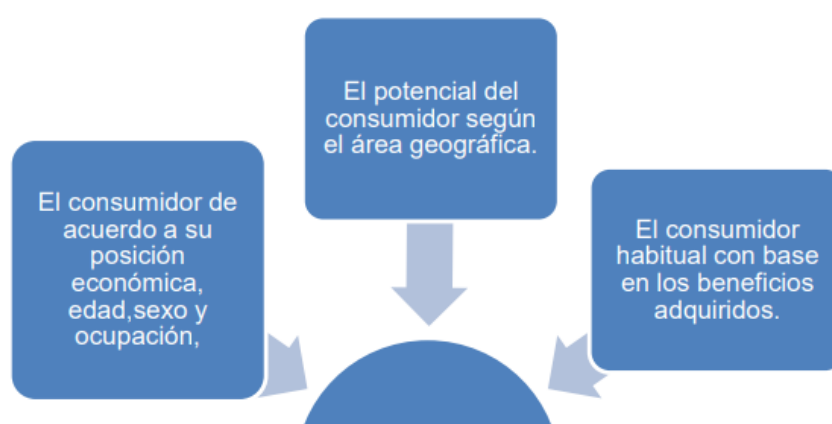 El potencial del
consumidor según
el área geográfica.
El consumidor de
acuerdo a su
posición
económica,
edad,sexo y
ocupación,
El consumidor
habitual con base
en los beneficios
adquiridos.